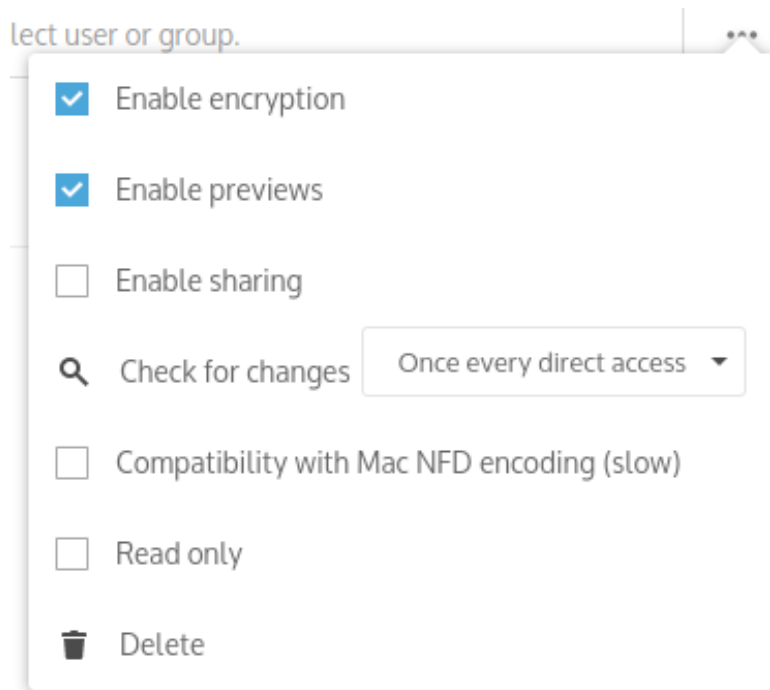 lect user or group.
Enable encryption
Enable previews
Enable sharing
Check for changes Once every direct access
Compatibility with Mac NFD encoding (slow)
Read only
Delete